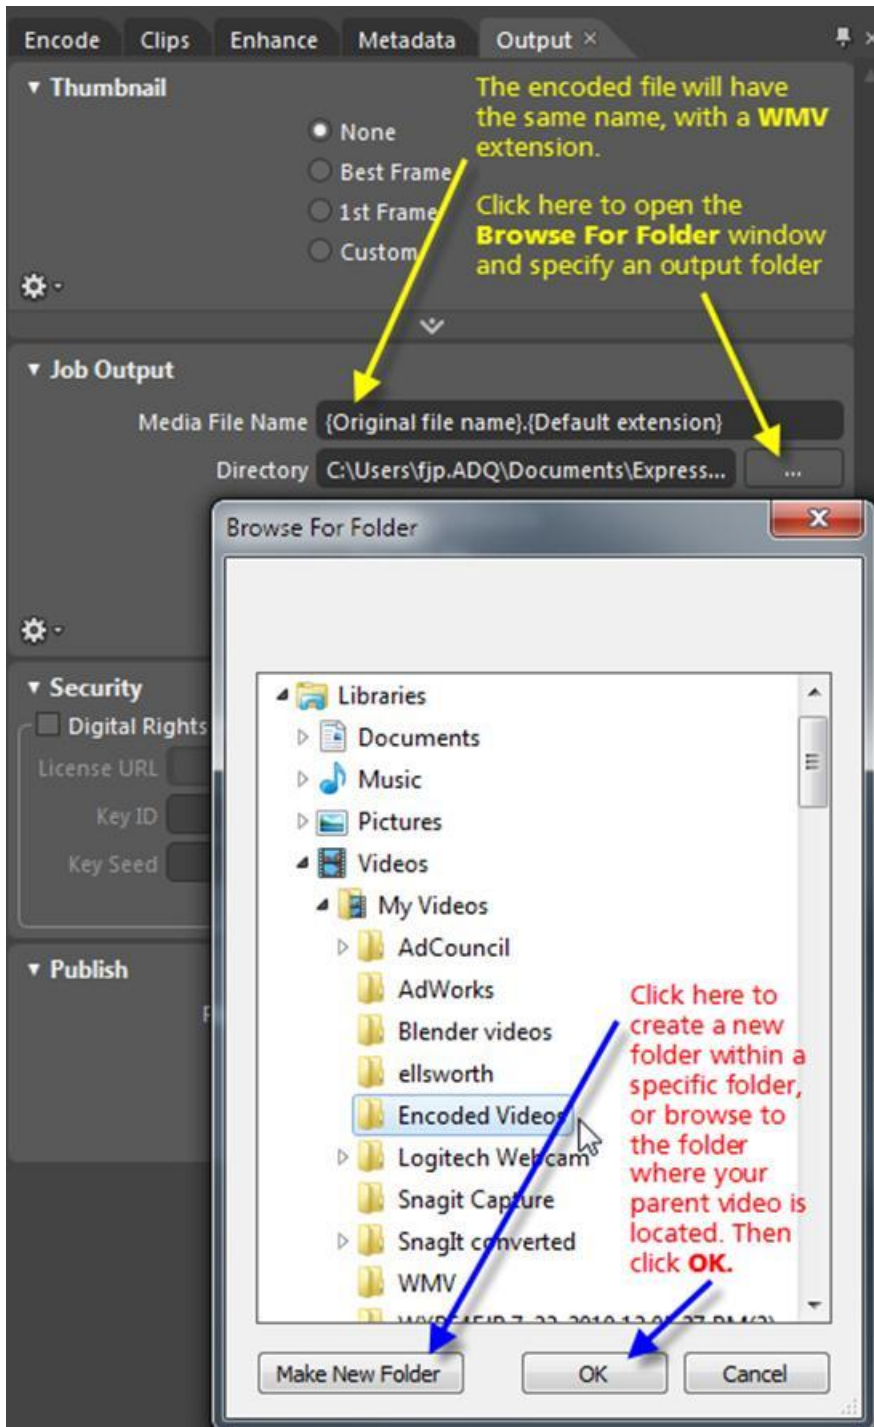 Encode Clips Enhance Metadata Output ×
Thumbnail
None
Best Frame
1st Frame
Custom
The encoded file will have
the same name, with a WMV
extension.
Click here to open the
Browse For Folder window
and specify an output folder
Job Output
Media File Name {Original file name}.{Default extension}
Directory C:\Users\fjp.ADQ\Documents\Express... ...
Browse For Folder
Security
Digital Rights
License URL
Key ID
Key Seed
Publish
Libraries
Documents
Music
Pictures
Videos
My Videos
AdCouncil
AdWorks
Blender videos
ellsworth
Encoded Videos
Logitech Webcam
Snagit Capture
SnagIt converted
WMV
Click here to
create a new
folder within a
specific folder,
or browse to
the folder
where your
parent video is
located. Then
click OK.
Make New Folder OK Cancel